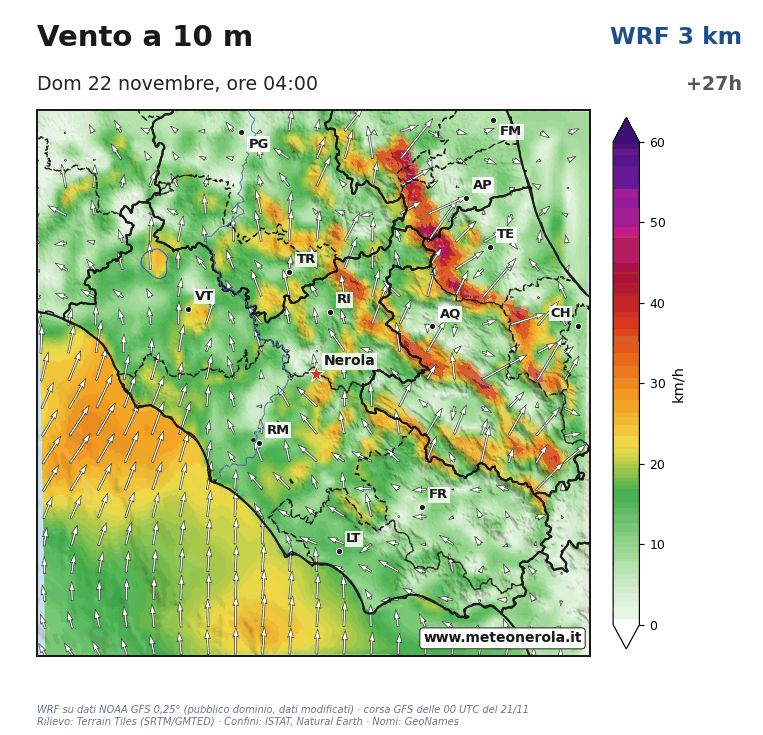 Vento a 10 m
WRF 3 km
Dom 22 novembre, ore 04:00
+27h
PG
FM
AP
TE
TR
VT
RI
AQ
CH
Nerola
RM
FR
LT
www.meteonerola.it
60
50
40
30
20
10
0
km/h
WRF su dati NOAA GFS 0,25° (pubblico dominio, dati modificati) · corsa GFS delle 00 UTC del 21/11
Rilievo: Terrain Tiles (SRTM/GMTED) · Confini: ISTAT, Natural Earth · Nomi: GeoNames